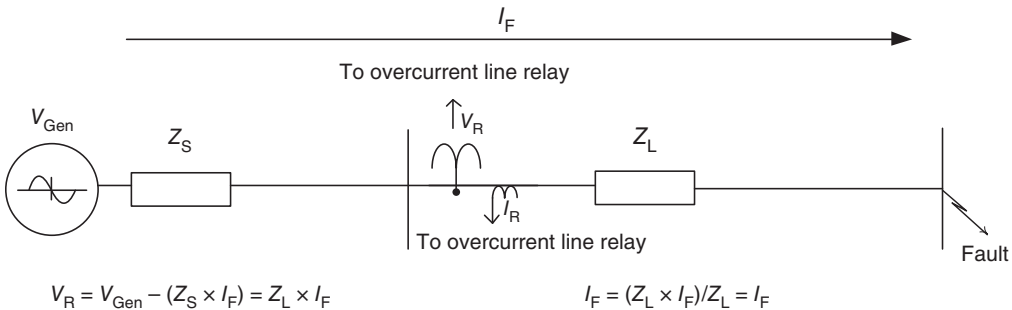 I_F
To overcurrent line relay
V_Gen
Z_S
V_R
Z_L
I_R
To overcurrent line relay
Fault
V_R = V_Gen – (Z_S × I_F) = Z_L × I_F
I_F = (Z_L × I_F)/Z_L = I_F